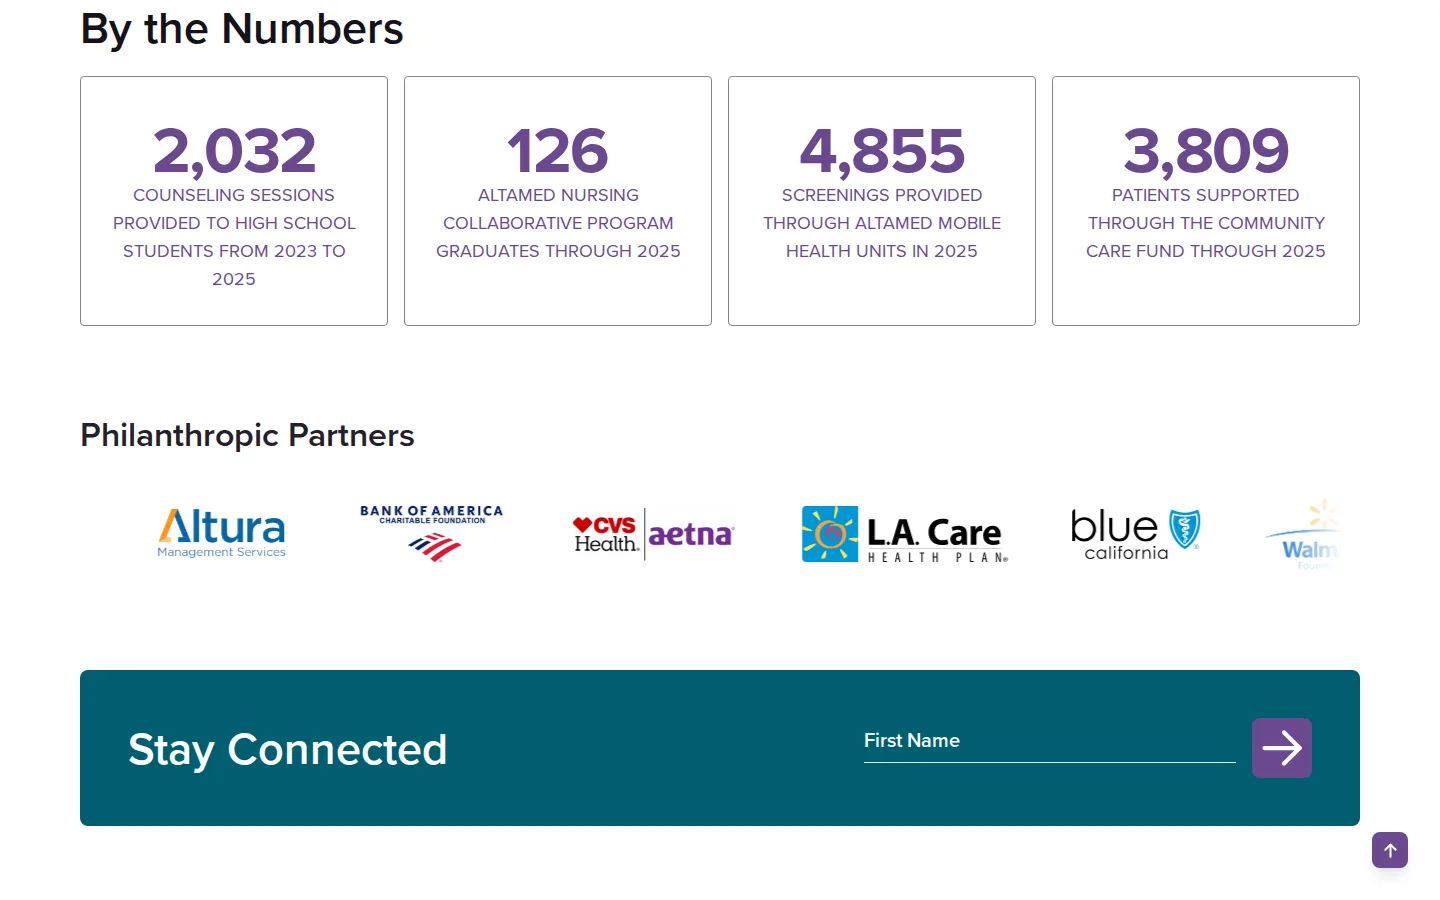 By the Numbers
2,032
COUNSELING SESSIONS
PROVIDED TO HIGH SCHOOL
STUDENTS FROM 2023 TO
2025
126
ALTAMED NURSING
COLLABORATIVE PROGRAM
GRADUATES THROUGH 2025
4,855
SCREENINGS PROVIDED
THROUGH ALTAMED MOBILE
HEALTH UNITS IN 2025
3,809
PATIENTS SUPPORTED
THROUGH THE COMMUNITY
CARE FUND THROUGH 2025
Philanthropic Partners
Altura
Management Services
BANK OF AMERICA
CHARITABLE FOUNDATION
CVS
Health
aetna
L.A. Care
HEALTH PLAN
blue
california
Walm
Stay Connected
First Name